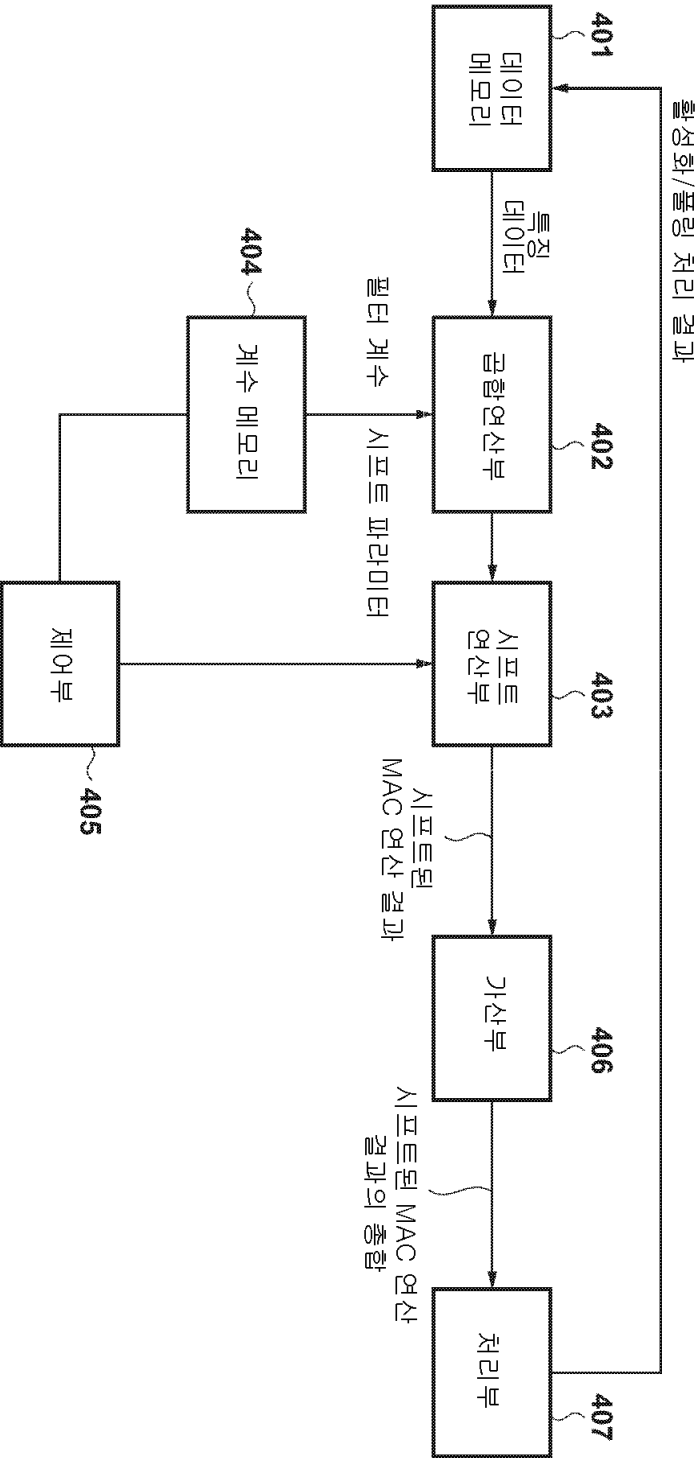 활성화/풀링 처리 결과
401
데이터
메모리
특징
데이터
402
곱합연산부
403
시프트
연산부
시프트된
MAC 연산 결과
406
가산부
시프트된 MAC 연산
결과의 총합
407
처리부
필터 계수
시프트 파라미터
404
계수 메모리
405
제어부